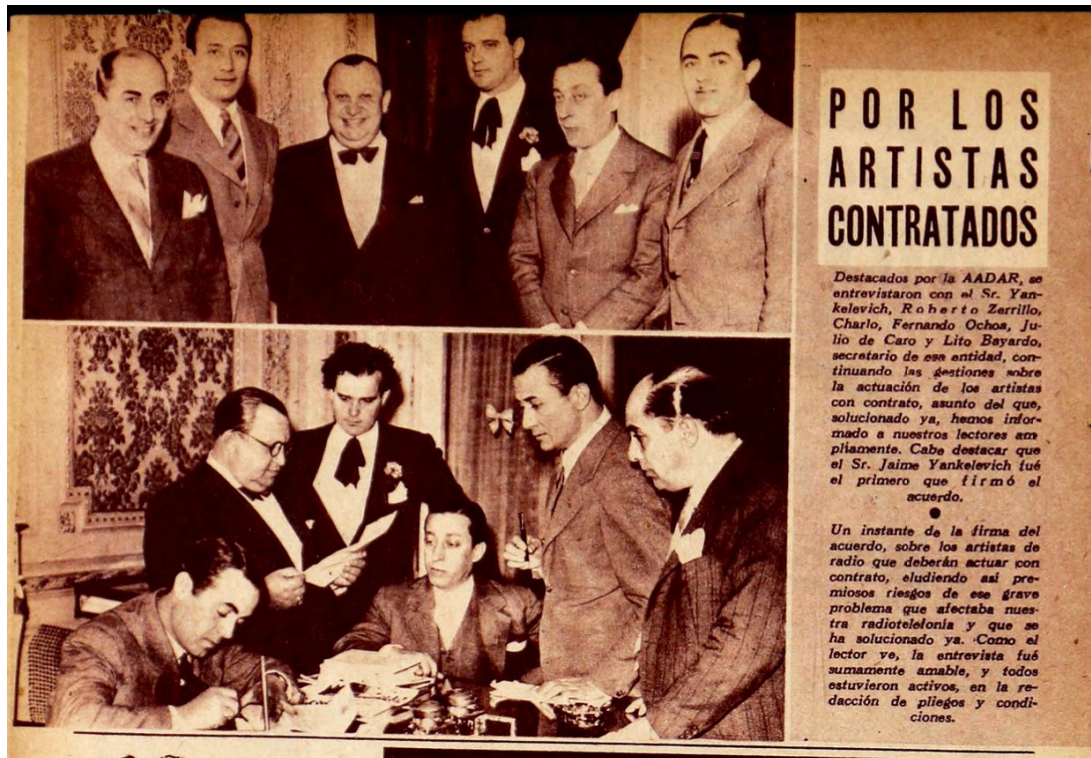 POR LOS
ARTISTAS
CONTRATADOS
Destacados por la AADAR, se
entrevistaron con el Sr. Yan-
kelevich, Roberto Zerrillo,
Charlo, Fernando Ochoa, Ju-
lio de Caro y Lito Bayardo,
secretario de esa entidad, con-
tinuando las gestiones sobre
la actuación de los artistas
con contrato, asunto del que,
solucionado ya, hemos infor-
mado a nuestros lectores am
pliamente. Cabe destacar que
el Sr. Jaime Yankelevich fué
el primero que firmó el
acuerdo.
Un instante de la firma del
acuerdo, sobre los artistas de
radio que deberán actuar con
contrato, eludiendo así pre-
miosos riesgos de ese grave
problema que afectaba nues-
tra radiotelefonía y que se
ha solucionado ya. Como el
lector ve, la entrevista fué
sumamente amable, y todos
estuvieron activos, en la re-
dacción de pliegos y condi-
ciones.